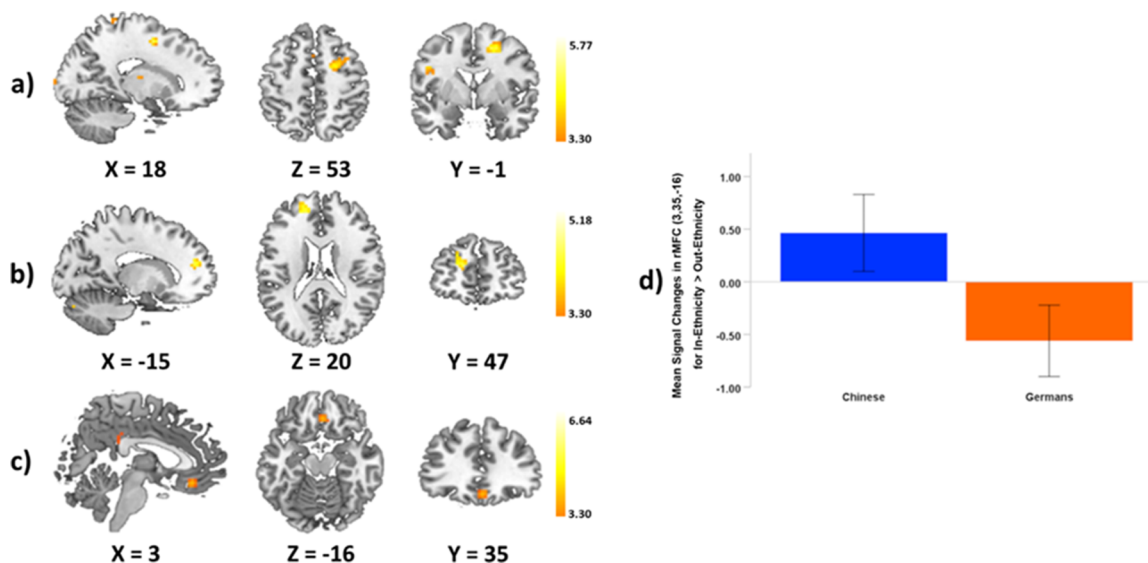 a)
5.77
3.30
X = 18
Z = 53
Y = -1
b)
5.18
3.30
X = -15
Z = 20
Y = 47
c)
6.64
3.30
X = 3
Z = -16
Y = 35
d)
Mean Signal Changes in rMFC (3,35,-16)
for In-Ethnicity > Out-Ethnicity
1.00
0.50
0.00
-0.50
-1.00
Chinese
Germans